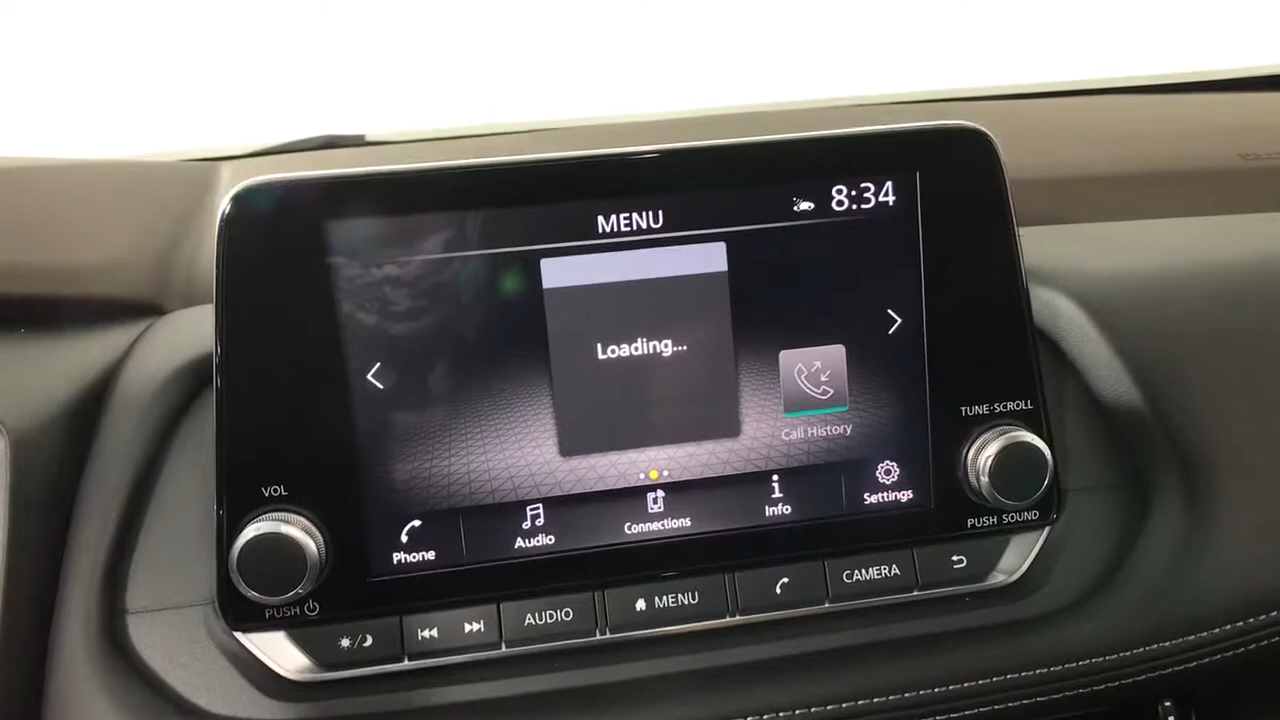 8:34
MENU
Loading...
Call History
TUNE•SCROLL
VOL
Settings
Info
Connections
Audio
Phone
PUSH SOUND
PUSH
CAMERA
MENU
AUDIO